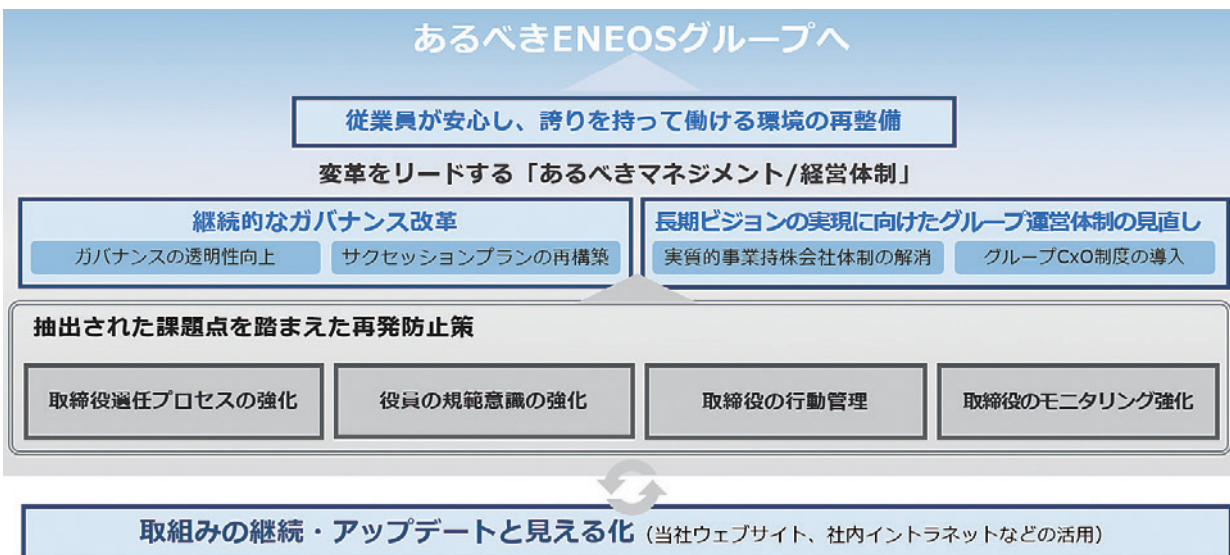 あるべきENEOSグループへ
従業員が安心し、誇りを持って働ける環境の再整備
変革をリードする「あるべきマネジメント/経営体制」
継続的なガバナンス改革
長期ビジョンの実現に向けたグループ運営体制の見直し
ガバナンスの透明性向上
サクセッションプランの再構築
実質的事業持株会社体制の解消
グループCxO制度の導入
抽出された課題点を踏まえた再発防止策
取締役選任プロセスの強化
役員の規範意識の強化
取締役の行動管理
取締役のモニタリング強化
取組みの継続・アップデートと見える化（当社ウェブサイト、社内イントラネットなどの活用）